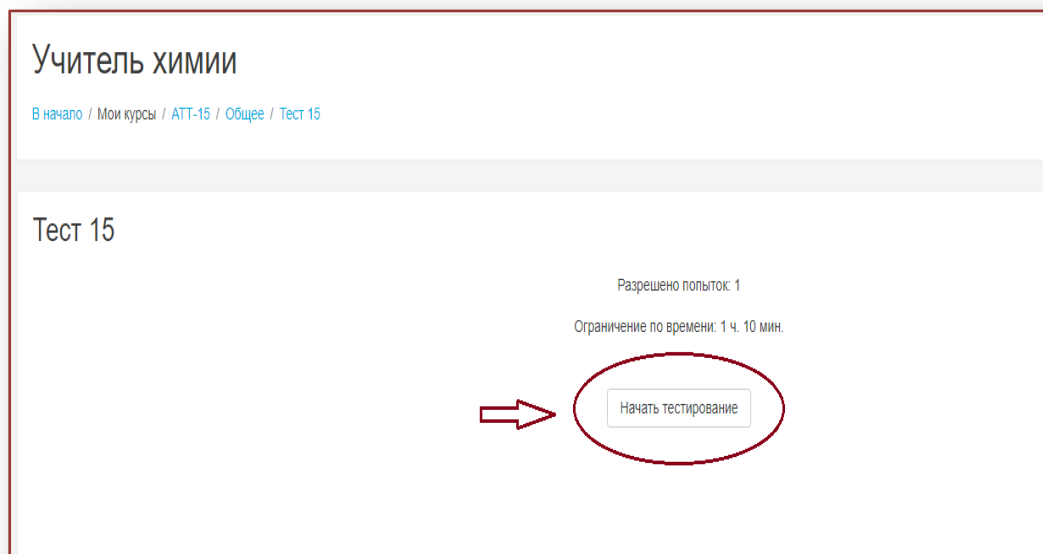 Учитель химии
В начало / Мои курсы / АТТ-15 / Общее / Тест 15
Тест 15
Разрешено попыток: 1
Ограничение по времени: 1 ч. 10 мин.
Начать тестирование